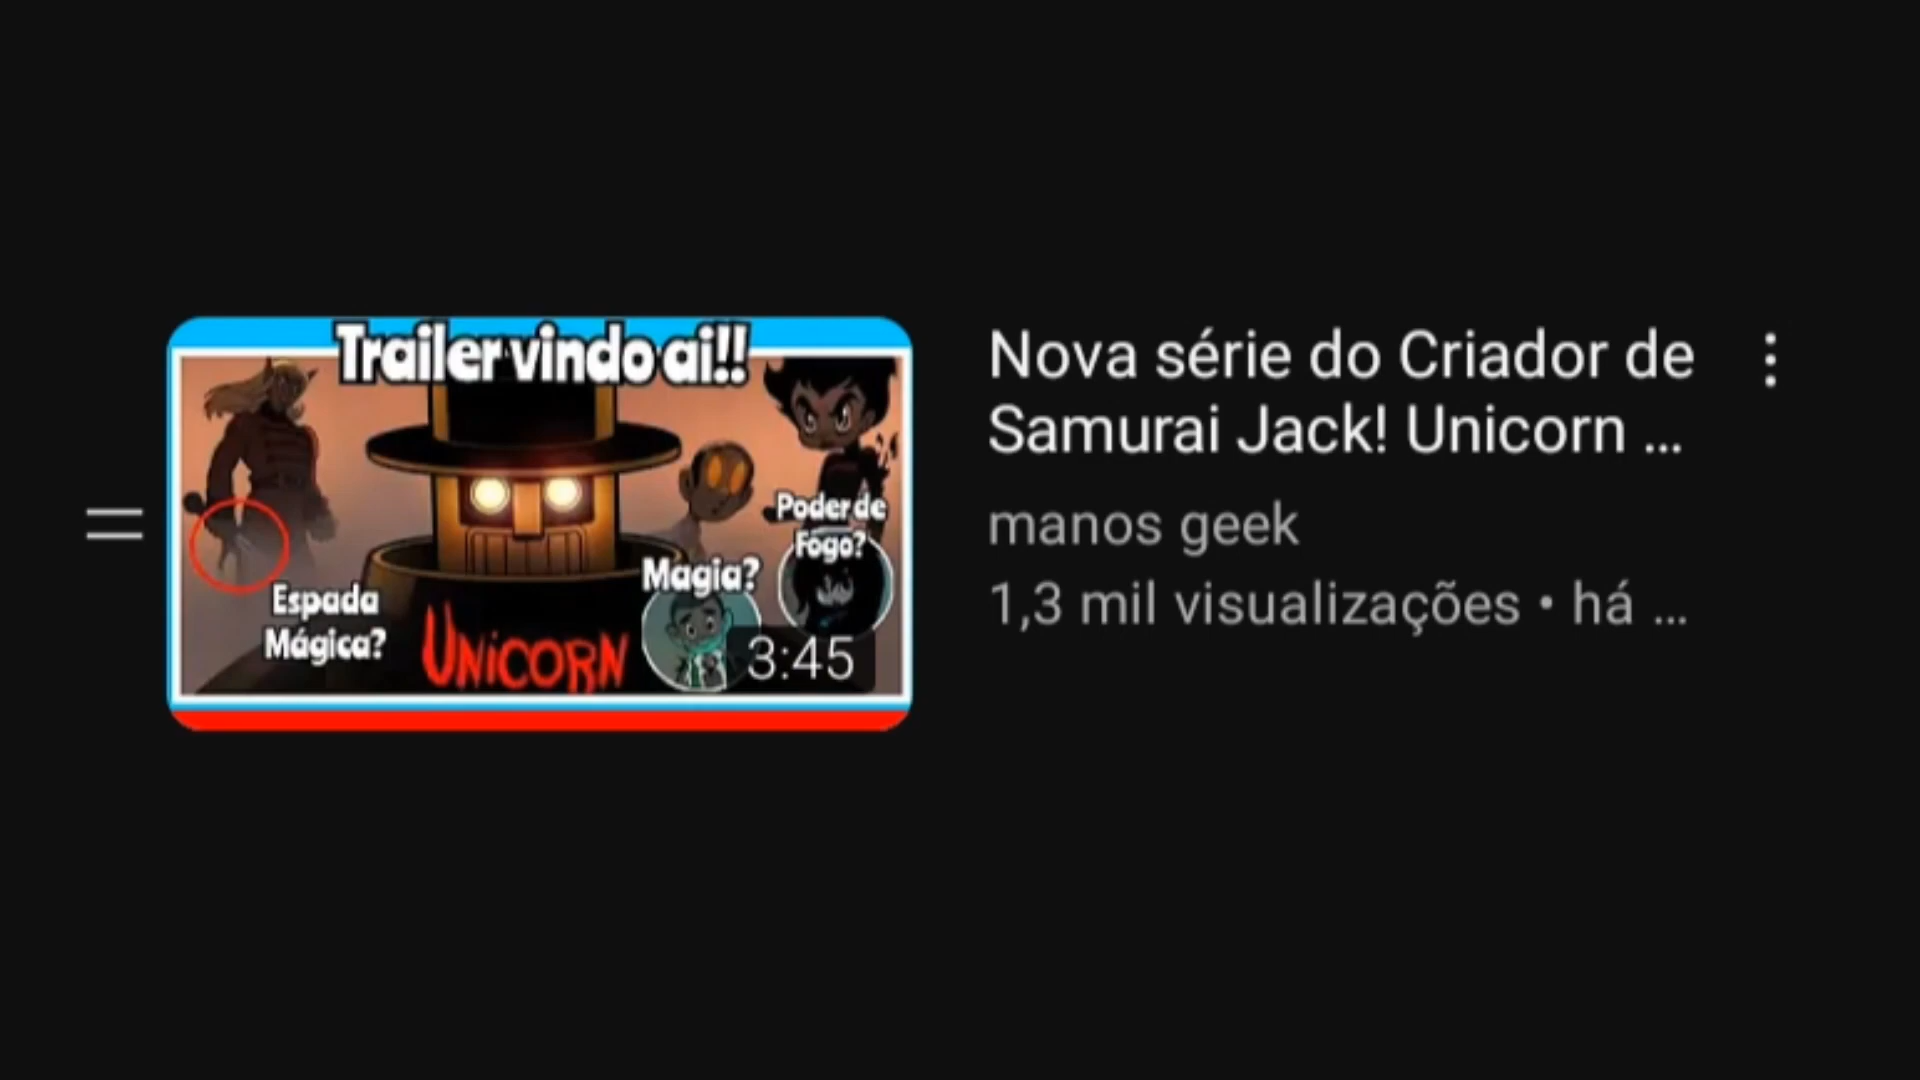 Trailer vindo ai!!
Poder de
Fogo?
Magia?
Espada
Mágica?
UNICORN
3:45
Nova série do Criador de
Samurai Jack! Unicorn ...
manos geek
1,3 mil visualizações • há ...